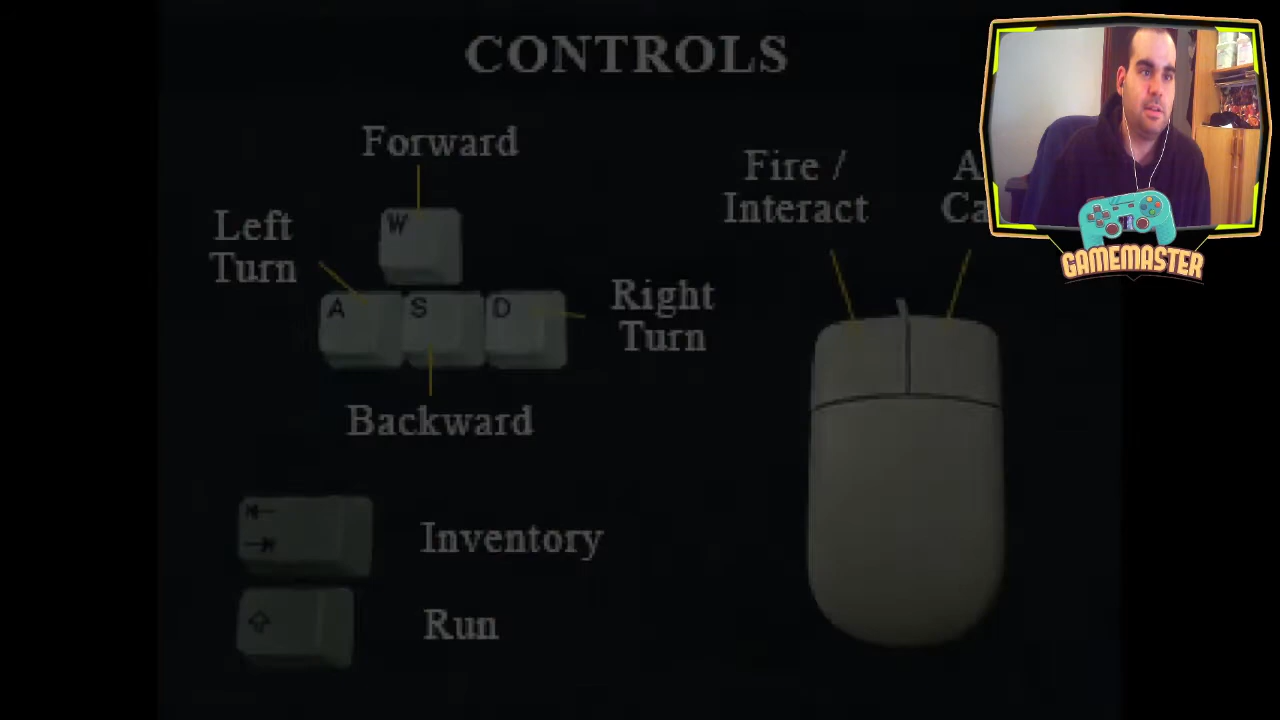 CONTROLS
Forward
Fire /
Interact
Left
Turn
W
A
S
D
Right
Turn
Backward
Inventory
Run
GAMEMASTER